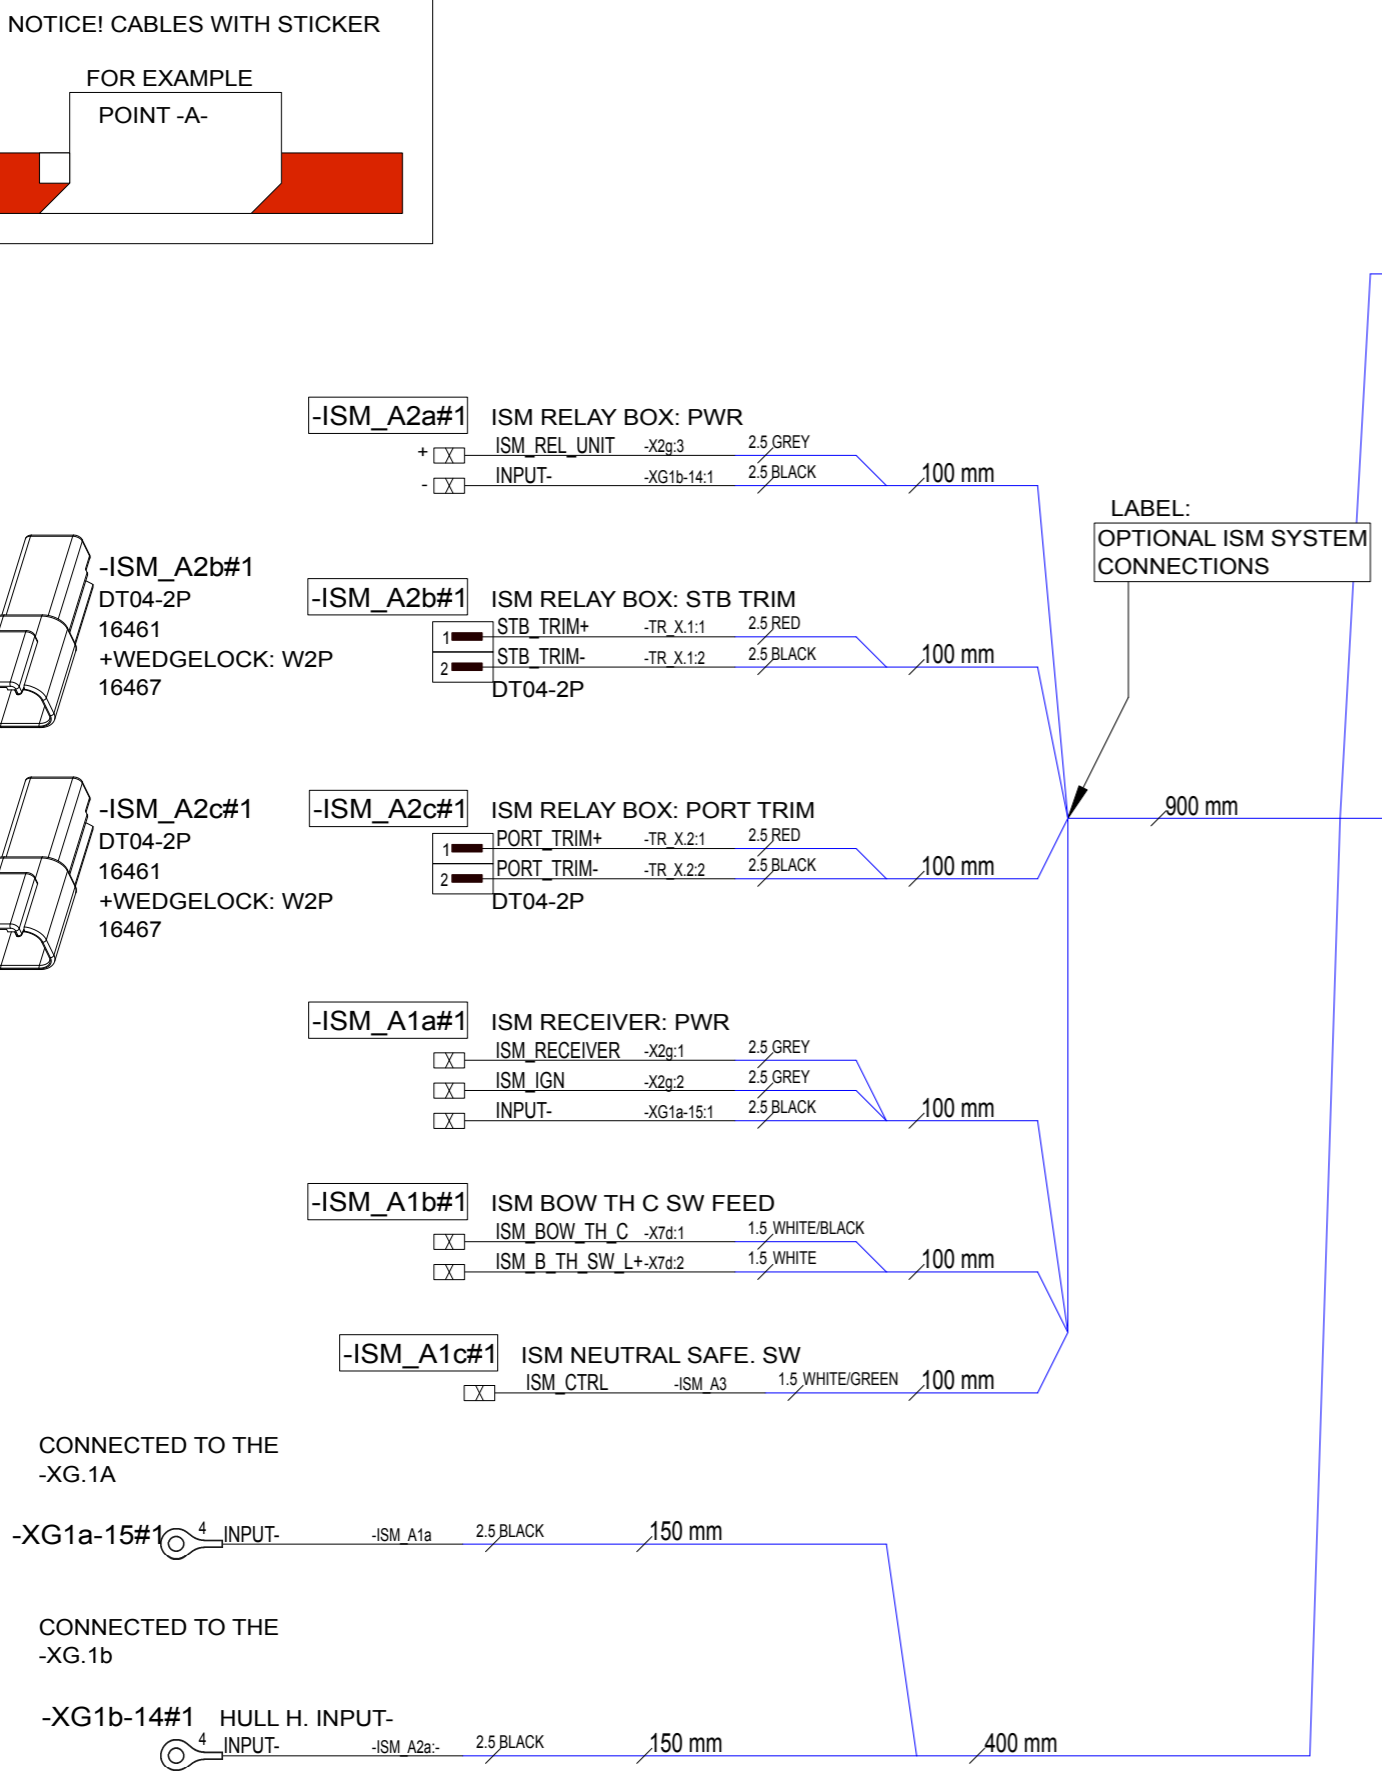 NOTICE! CABLES WITH STICKER
FOR EXAMPLE
POINT -A-
-ISM_A2a#1 ISM RELAY BOX: PWR
+ X ISM_REL_UNIT -X2g:3 2.5 GREY
- X INPUT- -XG1b-14:1 2.5 BLACK
100 mm
LABEL:
OPTIONAL ISM SYSTEM
CONNECTIONS
-ISM_A2b#1
DT04-2P
16461
+WEDGELOCK: W2P
16467
-ISM_A2b#1 ISM RELAY BOX: STB TRIM
1 STB_TRIM+ -TR_X.1:1 2.5 RED
2 STB_TRIM- -TR_X.1:2 2.5 BLACK
100 mm
DT04-2P
-ISM_A2c#1
DT04-2P
16461
+WEDGELOCK: W2P
16467
-ISM_A2c#1 ISM RELAY BOX: PORT TRIM
1 PORT_TRIM+ -TR_X.2:1 2.5 RED
2 PORT_TRIM- -TR_X.2:2 2.5 BLACK
100 mm
DT04-2P
900 mm
-ISM_A1a#1 ISM RECEIVER: PWR
X ISM_RECEIVER -X2g:1 2.5 GREY
X ISM_IGN -X2g:2 2.5 GREY
X INPUT- -XG1a-15:1 2.5 BLACK
100 mm
-ISM_A1b#1 ISM BOW TH C SW FEED
X ISM_BOW_TH_C -X7d:1 1.5 WHITE/BLACK
X ISM_B_TH_SW_L+ -X7d:2 1.5 WHITE
100 mm
-ISM_A1c#1 ISM NEUTRAL SAFE. SW
X ISM_CTRL -ISM_A3 1.5 WHITE/GREEN 100 mm
CONNECTED TO THE
-XG.1A
-XG1a-15#1 4 INPUT- -ISM_A1a 2.5 BLACK 150 mm
CONNECTED TO THE
-XG.1b
-XG1b-14#1 HULL H. INPUT-
4 INPUT- -ISM_A2a:- 2.5 BLACK 150 mm 400 mm